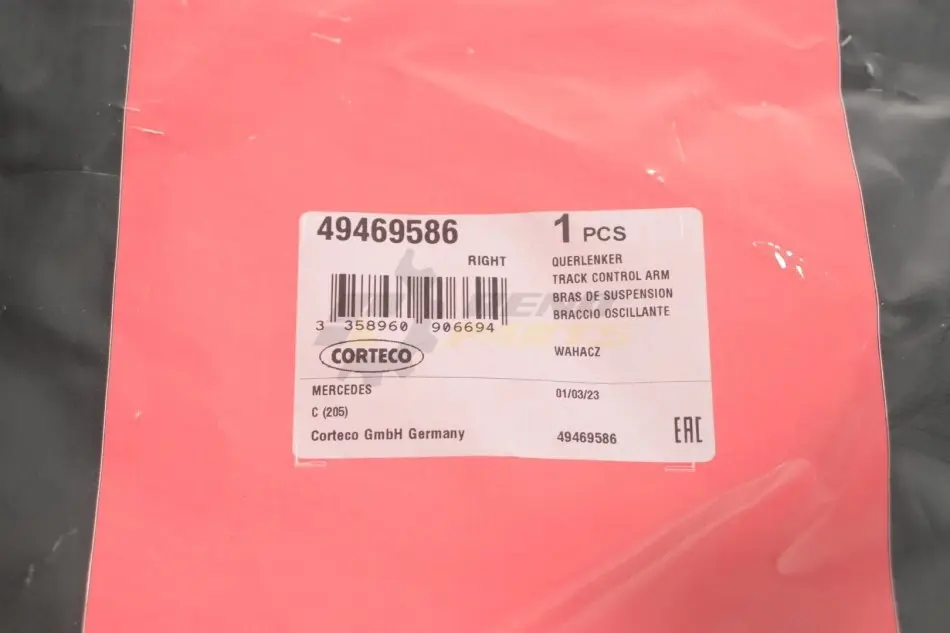 49469586
1 PCS
RIGHT
QUERLENKER
TRACK CONTROL ARM
BRAS DE SUSPENSION
BRACCIO OSCILLANTE
3 358960 906694
CORTECO
WAHACZ
MERCEDES
01/03/23
C (205)
Corteco GmbH Germany
49469586
EAC